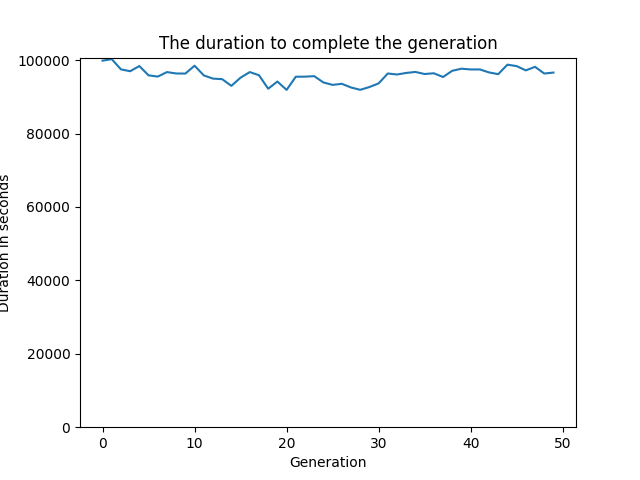 The duration to complete the generation
100000
80000
60000
40000
20000
0
Duration in seconds
0 10 20 30 40 50
Generation